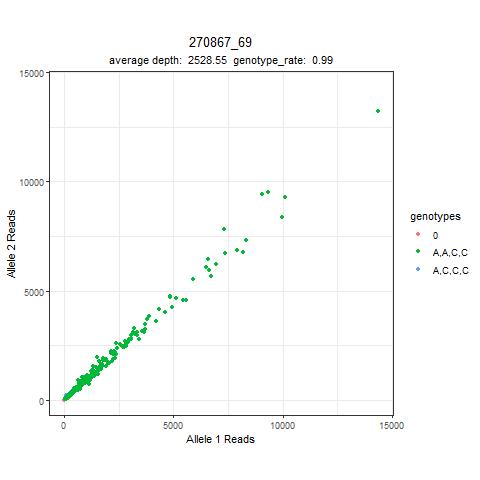 270867_69
average depth:  2528.55  genotype_rate:  0.99
15000
10000
5000
0
Allele 2 Reads
0
5000
10000
15000
Allele 1 Reads
genotypes
0
A,A,C,C
A,C,C,C